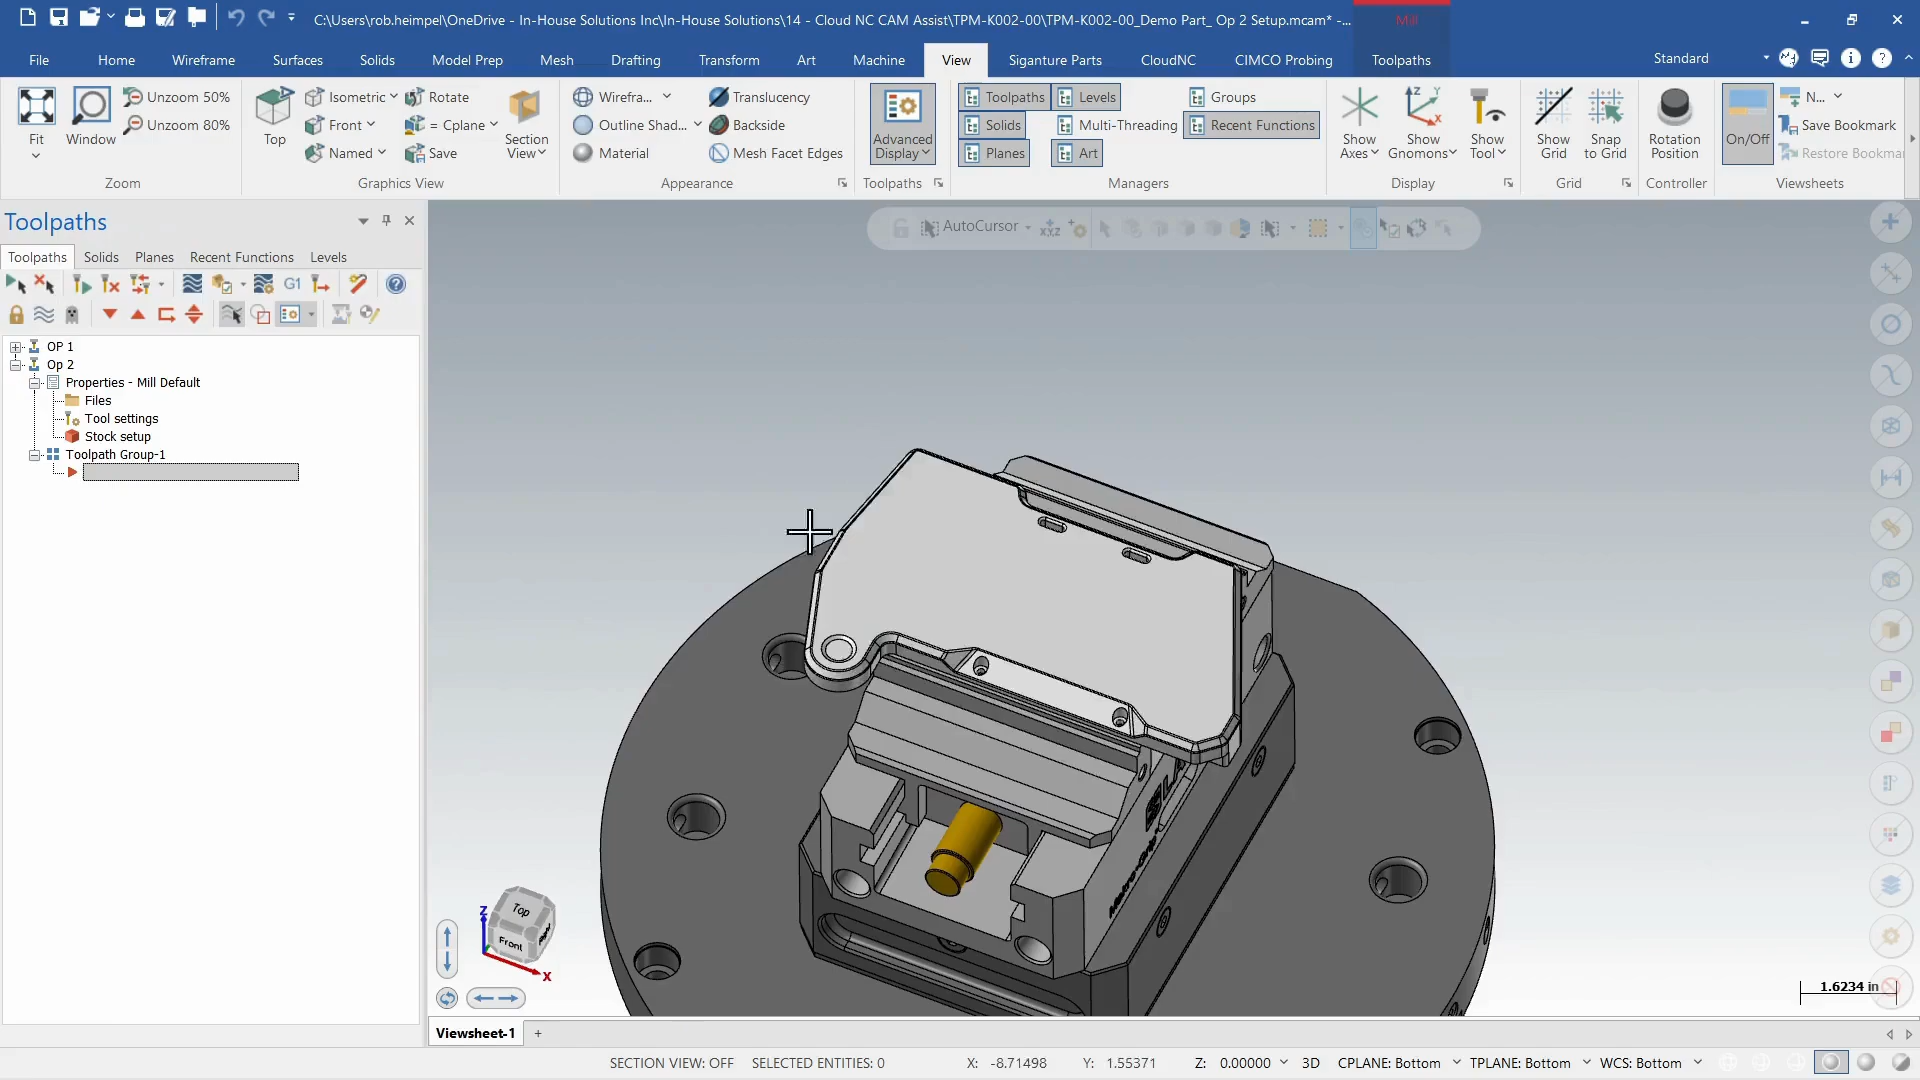 C:\Users\rob.heimpel\OneDrive - In-House Solutions Inc\In-House Solutions\14 - Cloud NC CAM Assist\TPM-K002-00\TPM-K002-00_Demo Part_ Op 2 Setup.mcam* -...
Mill
File Home Wireframe Surfaces Solids Model Prep Mesh Drafting Transform Art Machine View Siganture Parts CloudNC CIMCO Probing Toolpaths Standard
Fit
Window
Unzoom 50%
Unzoom 80%
Zoom
Top
Isometric
Front
Named
Rotate
= Cplane
Save
Section View
Graphics View
Wirefra...
Outline Shad...
Material
Translucency
Backside
Mesh Facet Edges
Appearance
Advanced Display
Toolpaths
Toolpaths
Solids
Planes
Levels
Multi-Threading
Art
Groups
Recent Functions
Managers
Show Axes
Show Gnomons
Show Tool
Display
Show Grid
Snap to Grid
Grid
Rotation Position
Controller
On/Off
N...
Save Bookmark
Restore Bookmar
Viewsheets
Toolpaths
Toolpaths Solids Planes Recent Functions Levels
G1
OP 1
Op 2
Properties - Mill Default
Files
Tool settings
Stock setup
Toolpath Group-1
AutoCursor
XYZ
Top
Front
Right
Z
X
1.6234 in
Viewsheet-1 +
SECTION VIEW: OFF SELECTED ENTITIES: 0 X: -8.71498 Y: 1.55371 Z: 0.00000 3D CPLANE: Bottom TPLANE: Bottom WCS: Bottom